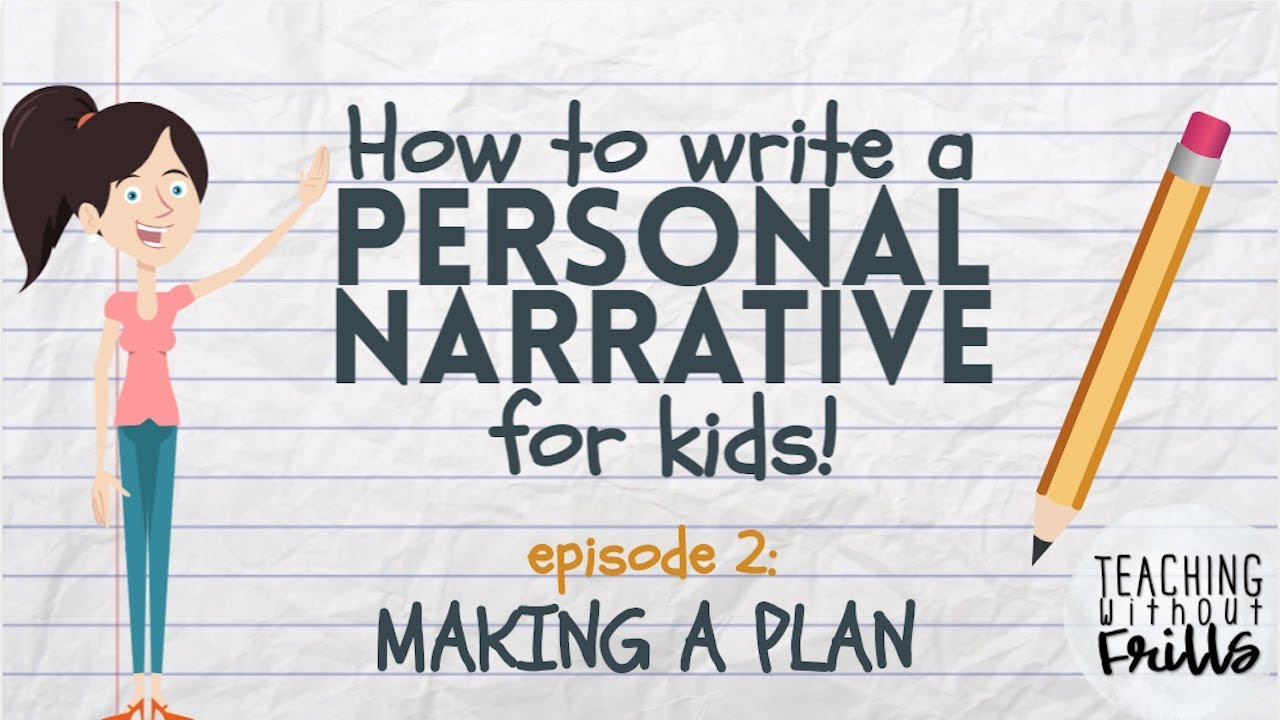 How to write a
PERSONAL
NARRATIVE
for kids!
episode 2:
MAKING A PLAN
TEACHING
without
Frills